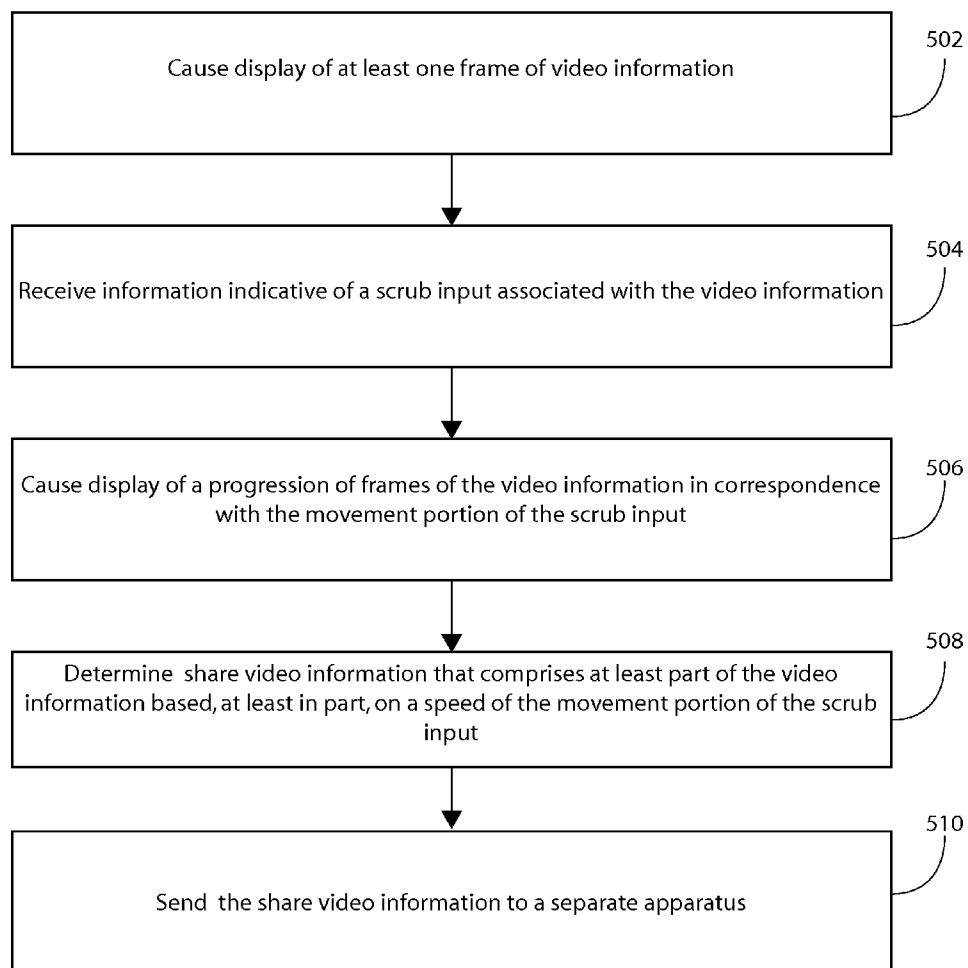 502
Cause display of at least one frame of video information
504
Receive information indicative of a scrub input associated with the video information
506
Cause display of a progression of frames of the video information in correspondence
with the movement portion of the scrub input
508
Determine share video information that comprises at least part of the video
information based, at least in part, on a speed of the movement portion of the scrub
input
510
Send the share video information to a separate apparatus